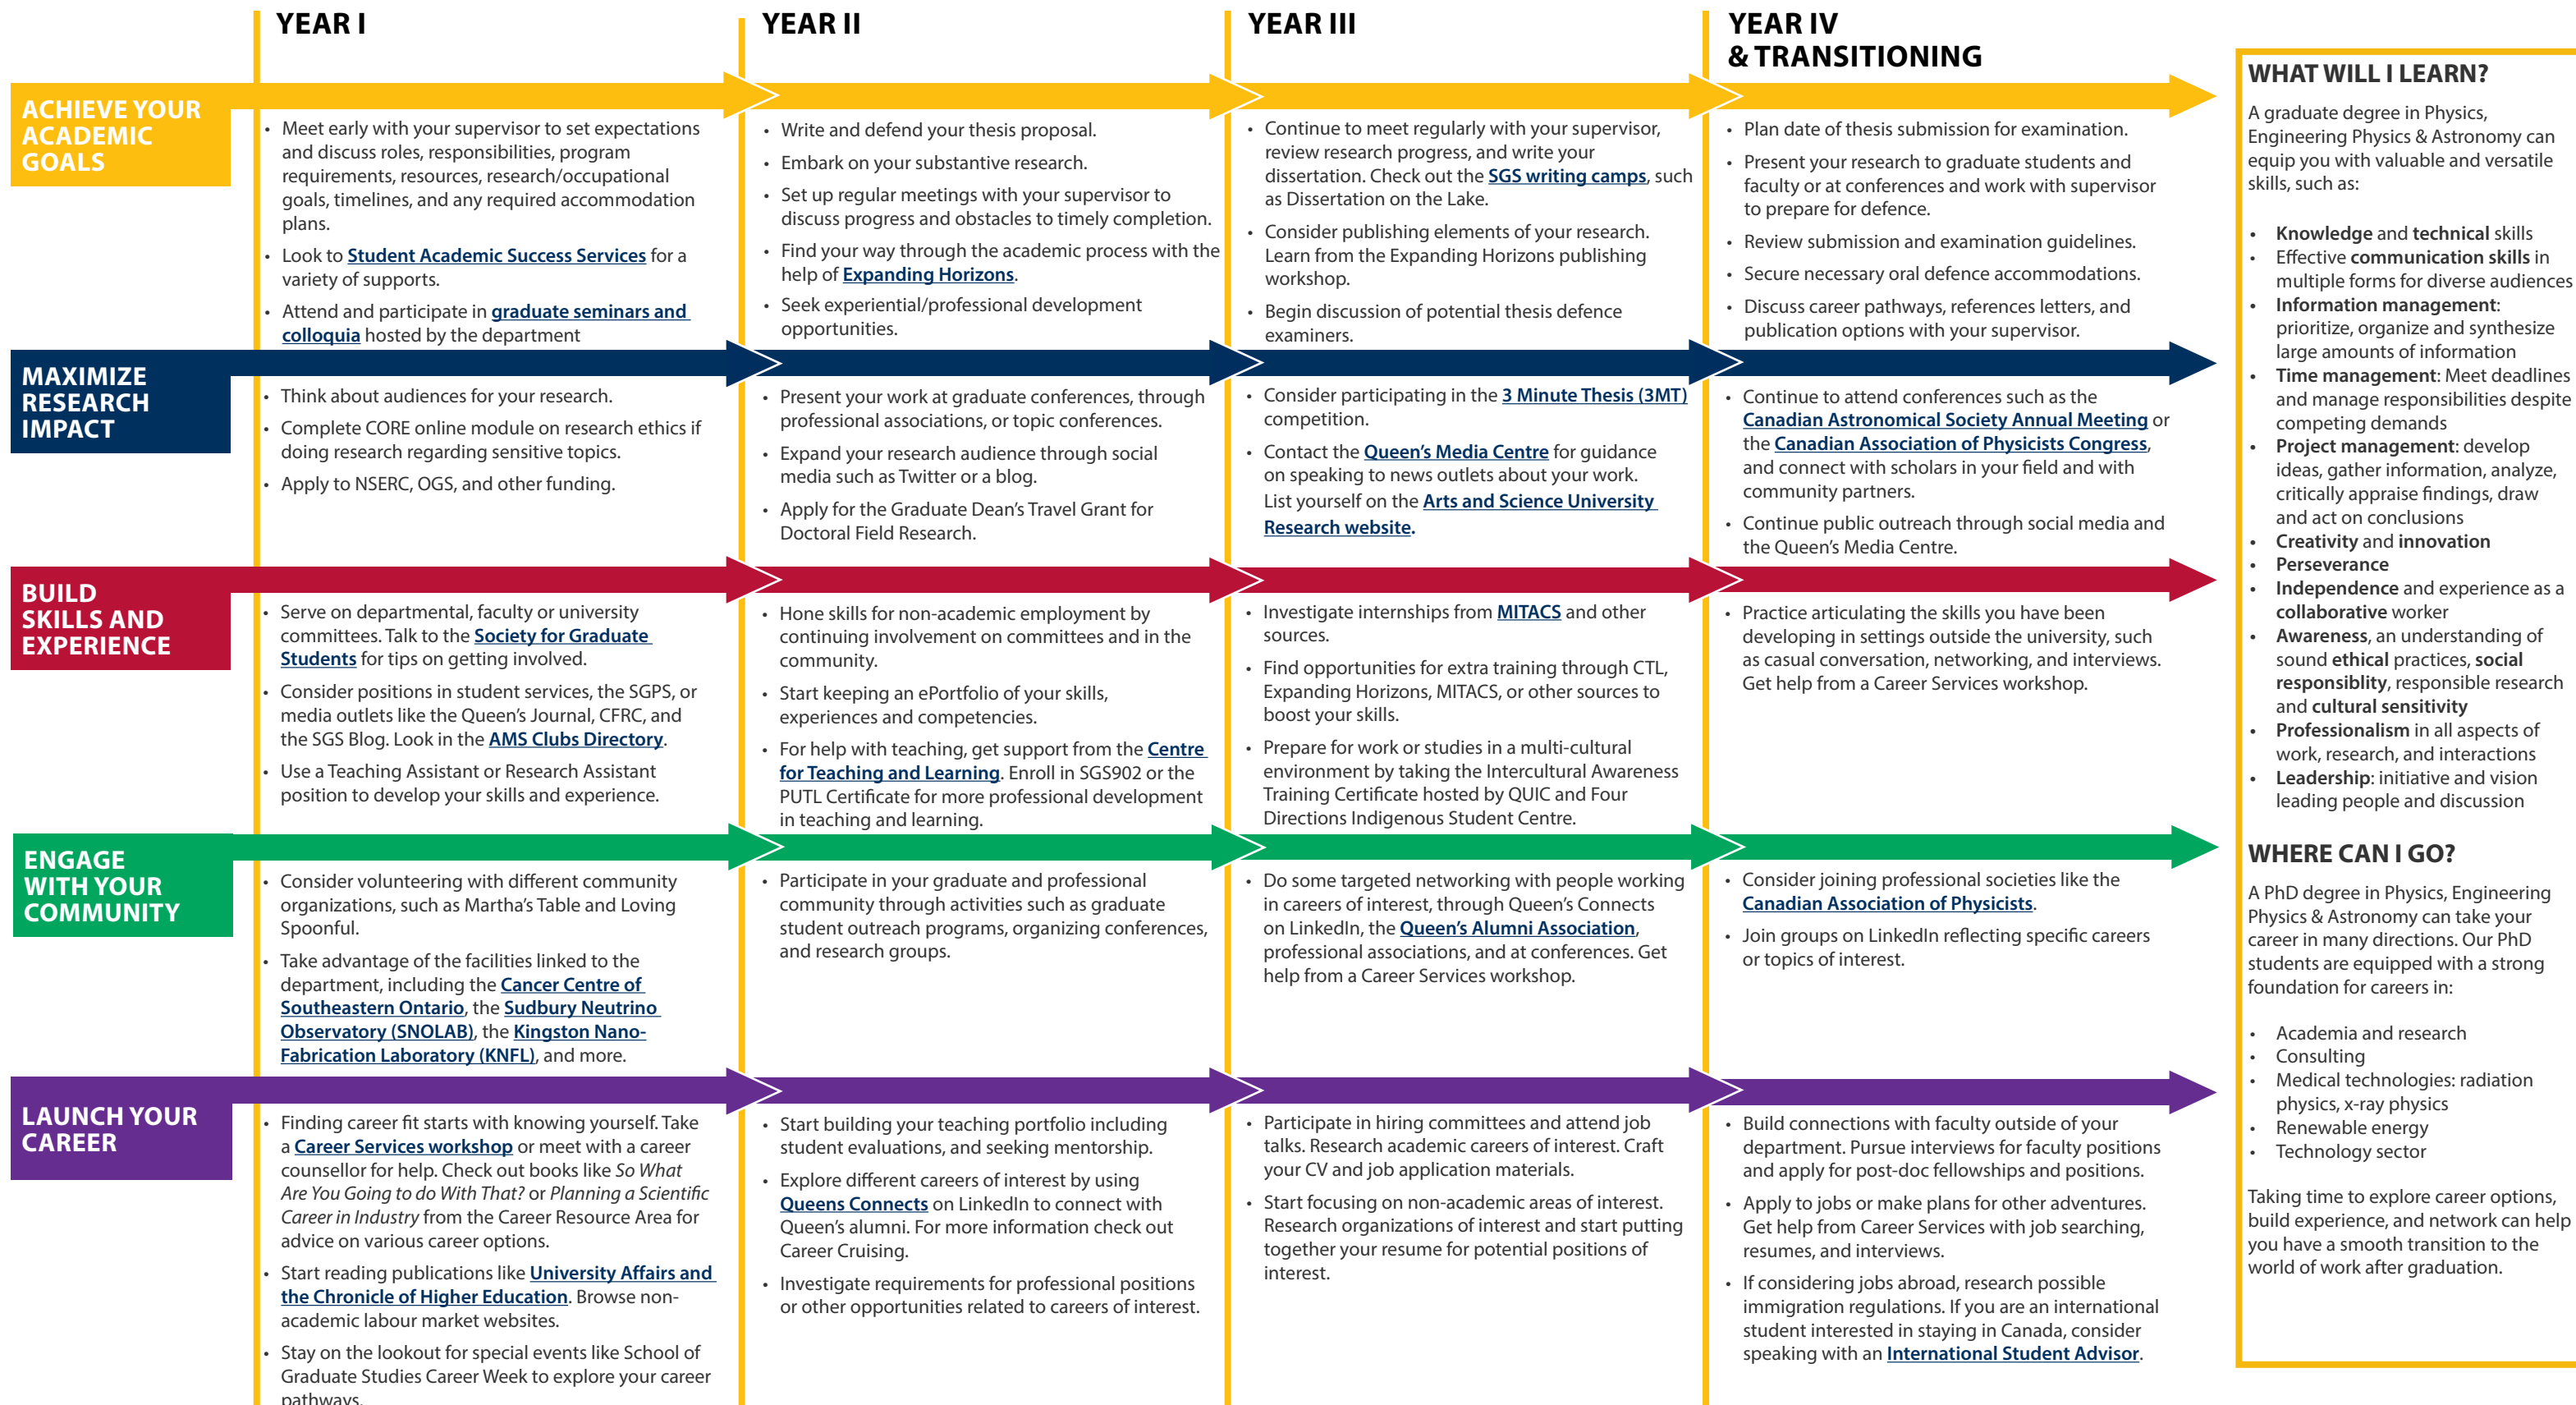 YEAR I
YEAR II
YEAR III
YEAR IV
& TRANSITIONING
ACHIEVE YOUR
ACADEMIC
GOALS
• Meet early with your supervisor to set expectations
and discuss roles, responsibilities, program
requirements, resources, research/occupational
goals, timelines, and any required accommodation
plans.
• Look to Student Academic Success Services for a
variety of supports.
• Attend and participate in graduate seminars and
colloquia hosted by the department
• Write and defend your thesis proposal.
• Embark on your substantive research.
• Set up regular meetings with your supervisor to
discuss progress and obstacles to timely completion.
• Find your way through the academic process with the
help of Expanding Horizons.
• Seek experiential/professional development
opportunities.
• Continue to meet regularly with your supervisor,
review research progress, and write your
dissertation. Check out the SGS writing camps, such
as Dissertation on the Lake.
• Consider publishing elements of your research.
Learn from the Expanding Horizons publishing
workshop.
• Begin discussion of potential thesis defence
examiners.
• Plan date of thesis submission for examination.
• Present your research to graduate students and
faculty or at conferences and work with supervisor
to prepare for defence.
• Review submission and examination guidelines.
• Secure necessary oral defence accommodations.
• Discuss career pathways, references letters, and
publication options with your supervisor.
MAXIMIZE
RESEARCH
IMPACT
• Think about audiences for your research.
• Complete CORE online module on research ethics if
doing research regarding sensitive topics.
• Apply to NSERC, OGS, and other funding.
• Present your work at graduate conferences, through
professional associations, or topic conferences.
• Expand your research audience through social
media such as Twitter or a blog.
• Apply for the Graduate Dean's Travel Grant for
Doctoral Field Research.
• Consider participating in the 3 Minute Thesis (3MT)
competition.
• Contact the Queen's Media Centre for guidance
on speaking to news outlets about your work.
List yourself on the Arts and Science University
Research website.
• Continue to attend conferences such as the
Canadian Astronomical Society Annual Meeting or
the Canadian Association of Physicists Congress,
and connect with scholars in your field and with
community partners.
• Continue public outreach through social media and
the Queen's Media Centre.
BUILD
SKILLS AND
EXPERIENCE
• Serve on departmental, faculty or university
committees. Talk to the Society for Graduate
Students for tips on getting involved.
• Consider positions in student services, the SGPS, or
media outlets like the Queen's Journal, CFRC, and
the SGS Blog. Look in the AMS Clubs Directory.
• Use a Teaching Assistant or Research Assistant
position to develop your skills and experience.
• Hone skills for non-academic employment by
continuing involvement on committees and in the
community.
• Start keeping an ePortfolio of your skills,
experiences and competencies.
• For help with teaching, get support from the Centre
for Teaching and Learning. Enroll in SGS902 or the
PUTL Certificate for more professional development
in teaching and learning.
• Investigate internships from MITACS and other
sources.
• Find opportunities for extra training through CTL,
Expanding Horizons, MITACS, or other sources to
boost your skills.
• Prepare for work or studies in a multi-cultural
environment by taking the Intercultural Awareness
Training Certificate hosted by QUIC and Four
Directions Indigenous Student Centre.
• Practice articulating the skills you have been
developing in settings outside the university, such
as casual conversation, networking, and interviews.
Get help from a Career Services workshop.
ENGAGE
WITH YOUR
COMMUNITY
• Consider volunteering with different community
organizations, such as Martha's Table and Loving
Spoonful.
• Take advantage of the facilities linked to the
department, including the Cancer Centre of
Southeastern Ontario, the Sudbury Neutrino
Observatory (SNOLAB), the Kingston Nano-
Fabrication Laboratory (KNFL), and more.
• Participate in your graduate and professional
community through activities such as graduate
student outreach programs, organizing conferences,
and research groups.
• Do some targeted networking with people working
in careers of interest, through Queen's Connects
on LinkedIn, the Queen's Alumni Association,
professional associations, and at conferences. Get
help from a Career Services workshop.
• Consider joining professional societies like the
Canadian Association of Physicists.
• Join groups on LinkedIn reflecting specific careers
or topics of interest.
LAUNCH YOUR
CAREER
• Finding career fit starts with knowing yourself. Take
a Career Services workshop or meet with a career
counsellor for help. Check out books like So What
Are You Going to do With That? or Planning a Scientific
Career in Industry from the Career Resource Area for
advice on various career options.
• Start reading publications like University Affairs and
the Chronicle of Higher Education. Browse non-
academic labour market websites.
• Stay on the lookout for special events like School of
Graduate Studies Career Week to explore your career
pathways.
• Start building your teaching portfolio including
student evaluations, and seeking mentorship.
• Explore different careers of interest by using
Queens Connects on LinkedIn to connect with
Queen's alumni. For more information check out
Career Cruising.
• Investigate requirements for professional positions
or other opportunities related to careers of interest.
• Participate in hiring committees and attend job
talks. Research academic careers of interest. Craft
your CV and job application materials.
• Start focusing on non-academic areas of interest.
Research organizations of interest and start putting
together your resume for potential positions of
interest.
• Build connections with faculty outside of your
department. Pursue interviews for faculty positions
and apply for post-doc fellowships and positions.
• Apply to jobs or make plans for other adventures.
Get help from Career Services with job searching,
resumes, and interviews.
• If considering jobs abroad, research possible
immigration regulations. If you are an international
student interested in staying in Canada, consider
speaking with an International Student Advisor.
WHAT WILL I LEARN?
A graduate degree in Physics,
Engineering Physics & Astronomy can
equip you with valuable and versatile
skills, such as:
• Knowledge and technical skills
• Effective communication skills in
multiple forms for diverse audiences
• Information management:
prioritize, organize and synthesize
large amounts of information
• Time management: Meet deadlines
and manage responsibilities despite
competing demands
• Project management: develop
ideas, gather information, analyze,
critically appraise findings, draw
and act on conclusions
• Creativity and innovation
• Perseverance
• Independence and experience as a
collaborative worker
• Awareness, an understanding of
sound ethical practices, social
responsiblity, responsible research
and cultural sensitivity
• Professionalism in all aspects of
work, research, and interactions
• Leadership: initiative and vision
leading people and discussion
WHERE CAN I GO?
A PhD degree in Physics, Engineering
Physics & Astronomy can take your
career in many directions. Our PhD
students are equipped with a strong
foundation for careers in:
• Academia and research
• Consulting
• Medical technologies: radiation
physics, x-ray physics
• Renewable energy
• Technology sector
Taking time to explore career options,
build experience, and network can help
you have a smooth transition to the
world of work after graduation.